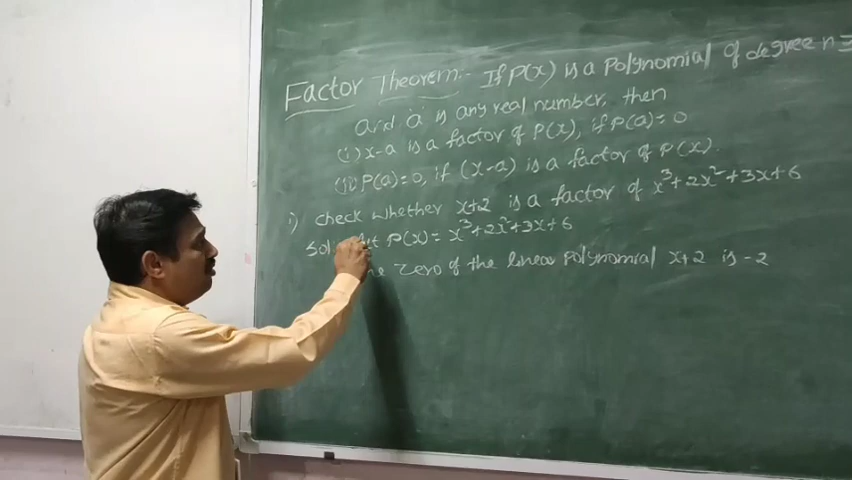 Factor Theorem:- If P(x) is a Polynomial of degree n ≥
and 'a' is any real number, then
(i) x-a is a factor of P(x), if P(a)=0
(ii) P(a)=0, if (x-a) is a factor of P(x).
i) check whether x+2 is a factor of x³+2x²+3x+6
Sol: P(x)= x³+2x²+3x+6
zero of the linear Polynomial x+2 is -2